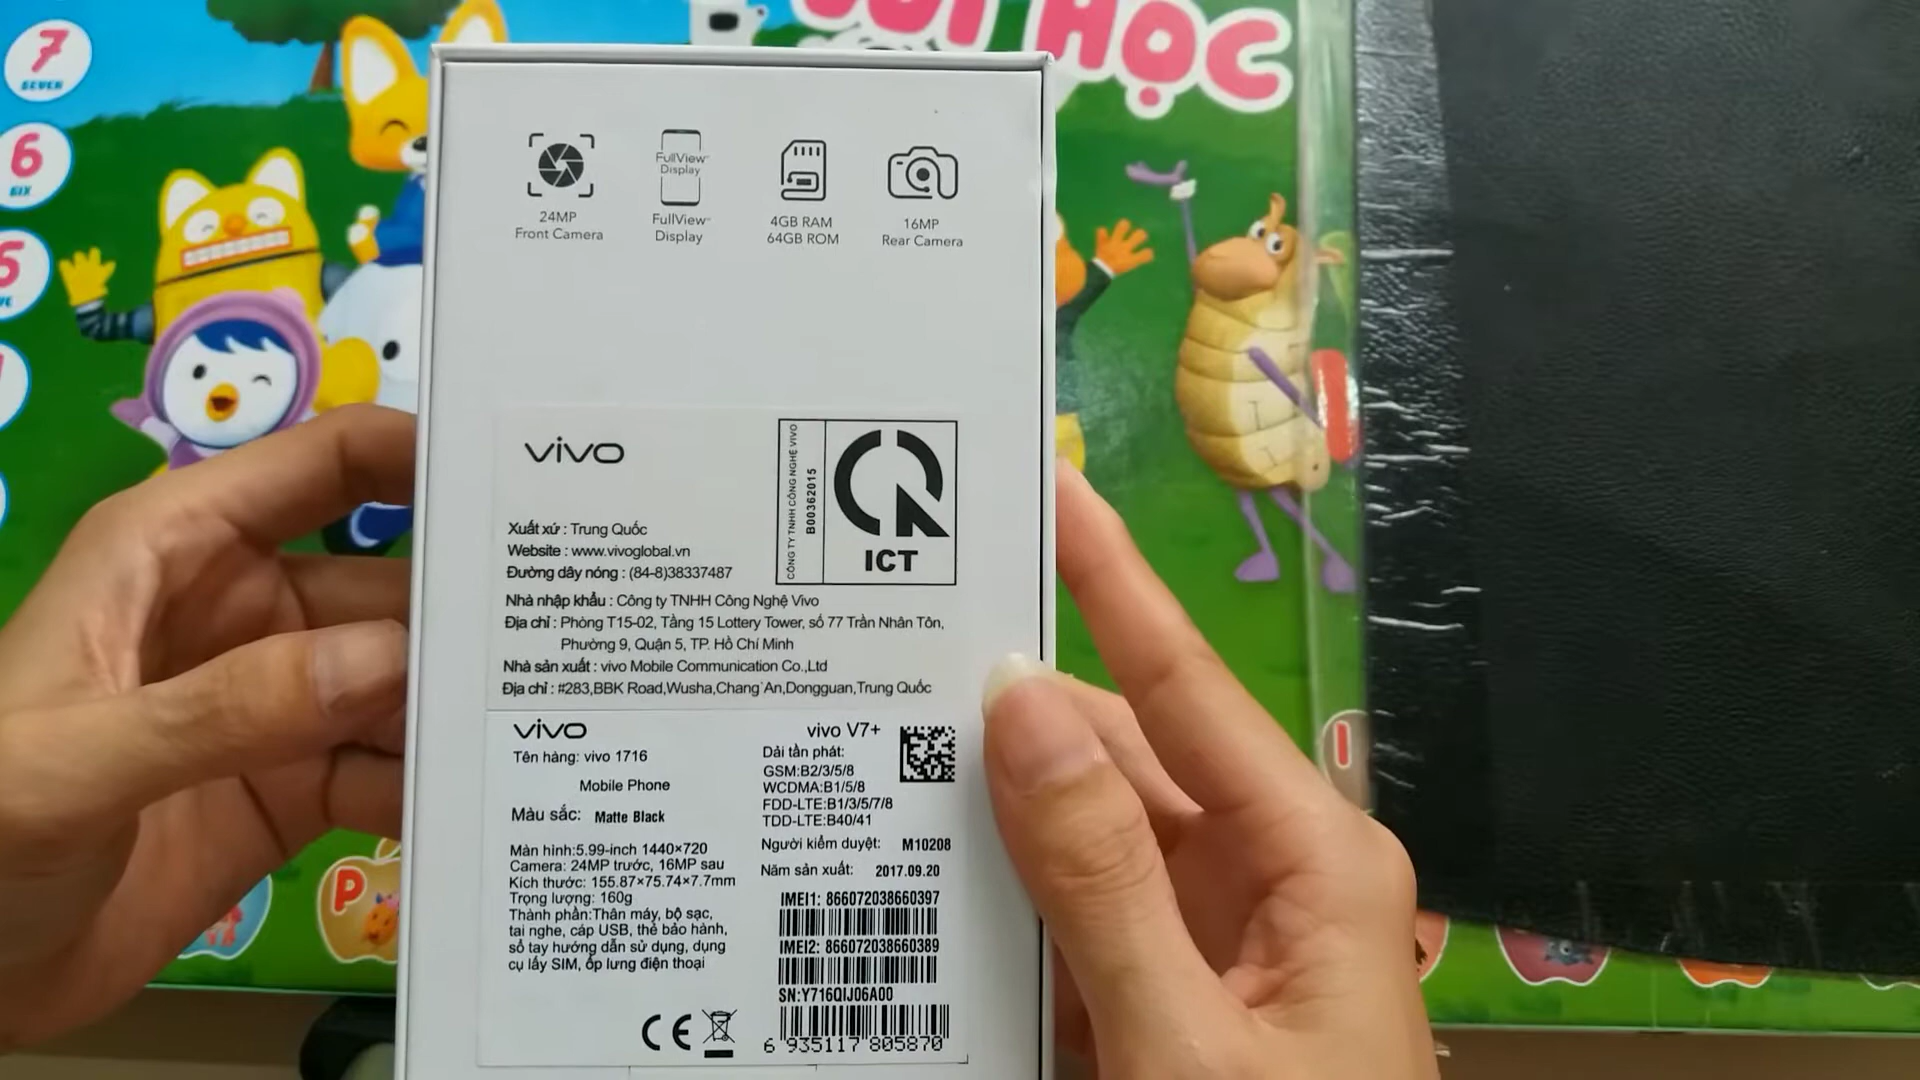 7
SEVEN
6
SIX
5
HỌC
24MP
Front Camera
FullView™
Display
FullView™
Display
4GB RAM
64GB ROM
16MP
Rear Camera
vivo
CÔNG TY TNHH CÔNG NGHỆ VIVO
B00362015
ICT
Xuất xứ : Trung Quốc
Website : www.vivoglobal.vn
Đường dây nóng : (84-8)38337487
Nhà nhập khẩu : Công ty TNHH Công Nghệ Vivo
Địa chỉ : Phòng T15-02, Tầng 15 Lottery Tower, số 77 Trần Nhân Tôn,
Phường 9, Quận 5, TP. Hồ Chí Minh
Nhà sản xuất : vivo Mobile Communication Co.,Ltd
Địa chỉ : #283,BBK Road,Wusha,Chang`An,Dongguan,Trung Quốc
vivo
Tên hàng: vivo 1716
Mobile Phone
Màu sắc: Matte Black
Màn hình:5.99-inch 1440×720
Camera: 24MP trước, 16MP sau
Kích thước: 155.87×75.74×7.7mm
Trọng lượng: 160g
Thành phần:Thân máy, bộ sạc,
tai nghe, cáp USB, thẻ bảo hành,
sổ tay hướng dẫn sử dụng, dụng
cụ lấy SIM, ốp lưng điện thoại
vivo V7+
Dải tần phát:
GSM:B2/3/5/8
WCDMA:B1/5/8
FDD-LTE:B1/3/5/7/8
TDD-LTE:B40/41
Người kiểm duyệt: M10208
Năm sản xuất: 2017.09.20
IMEI1: 866072038660397
IMEI2: 866072038660389
SN:Y716QIJ06A00
CE
6 935117 805870
P
I